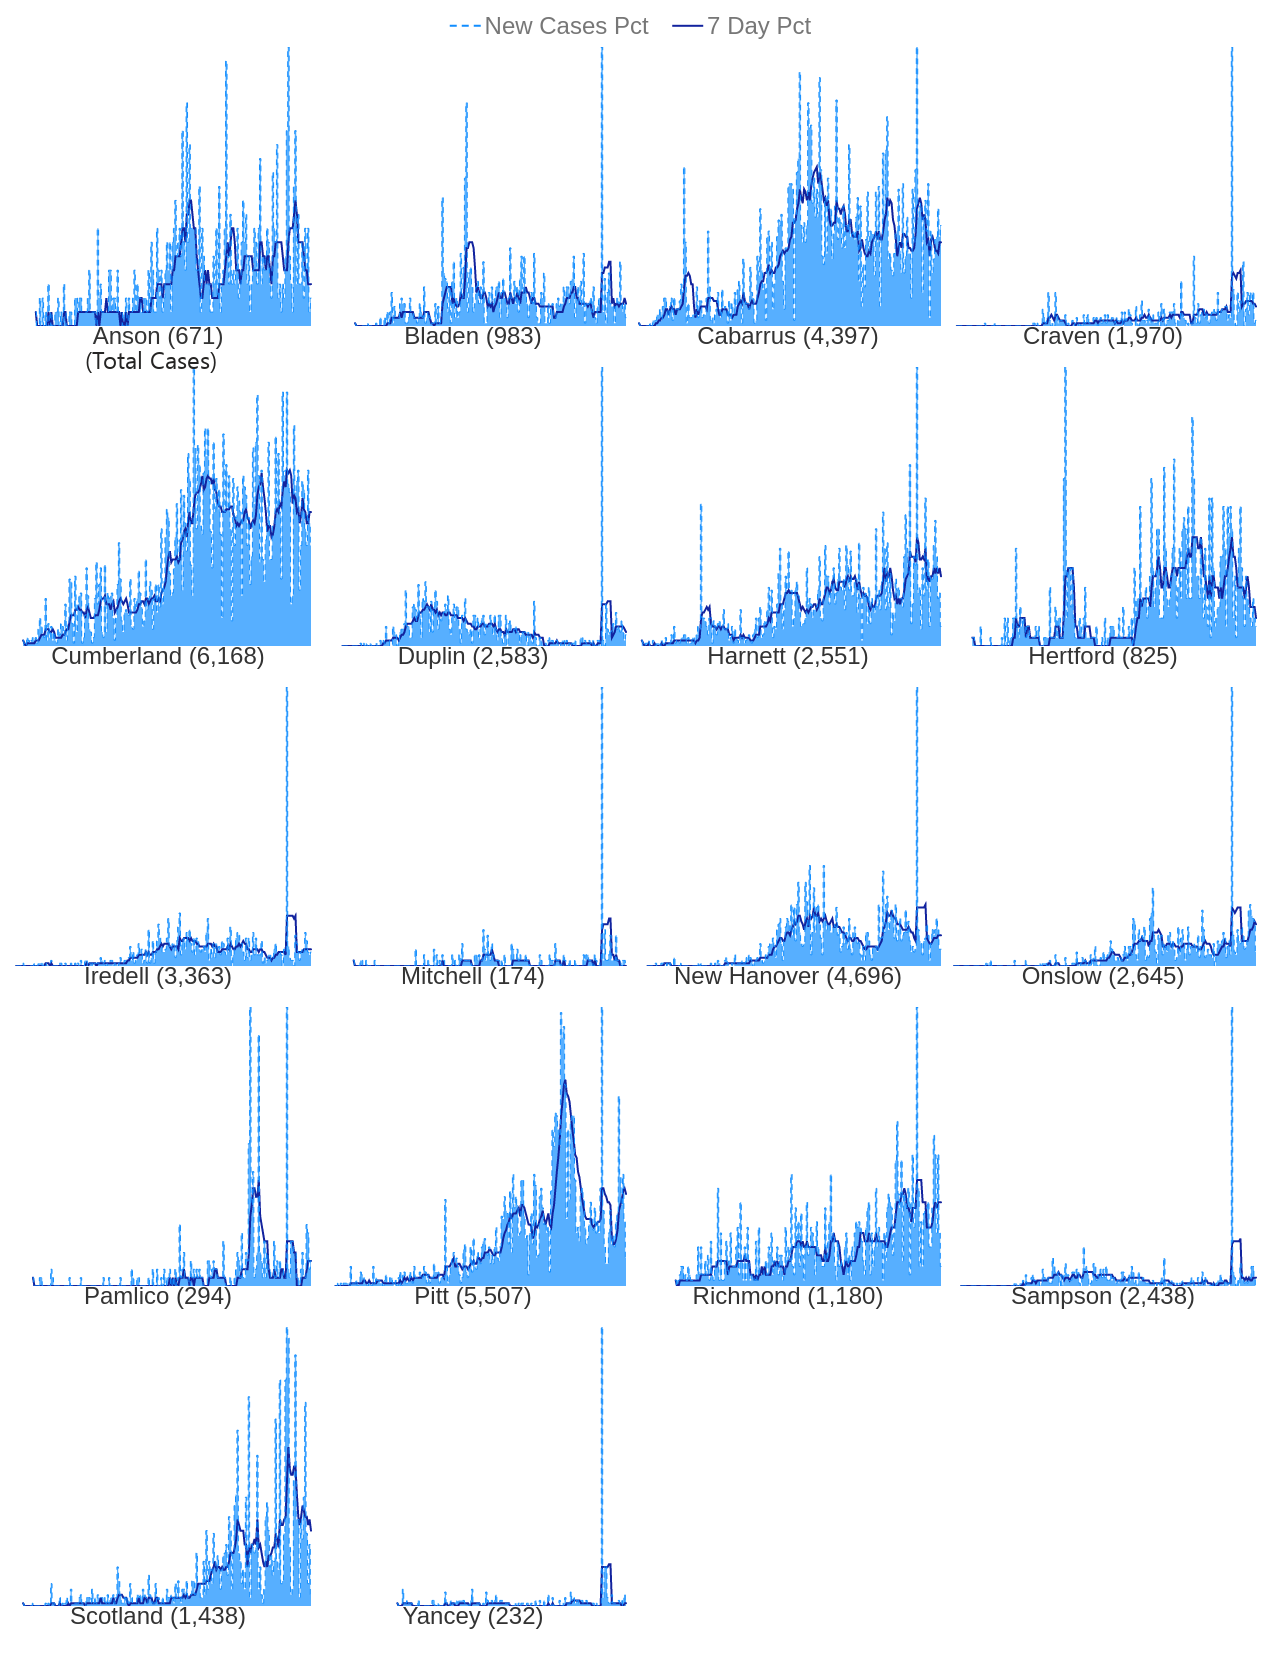 New Cases Pct 7 Day Pct
Anson (671) Bladen (983) Cabarrus (4,397) Craven (1,970)
(Total Cases)
Cumberland (6,168) Duplin (2,583) Harnett (2,551) Hertford (825)
Iredell (3,363) Mitchell (174) New Hanover (4,696) Onslow (2,645)
Pamlico (294) Pitt (5,507) Richmond (1,180) Sampson (2,438)
Scotland (1,438) Yancey (232)